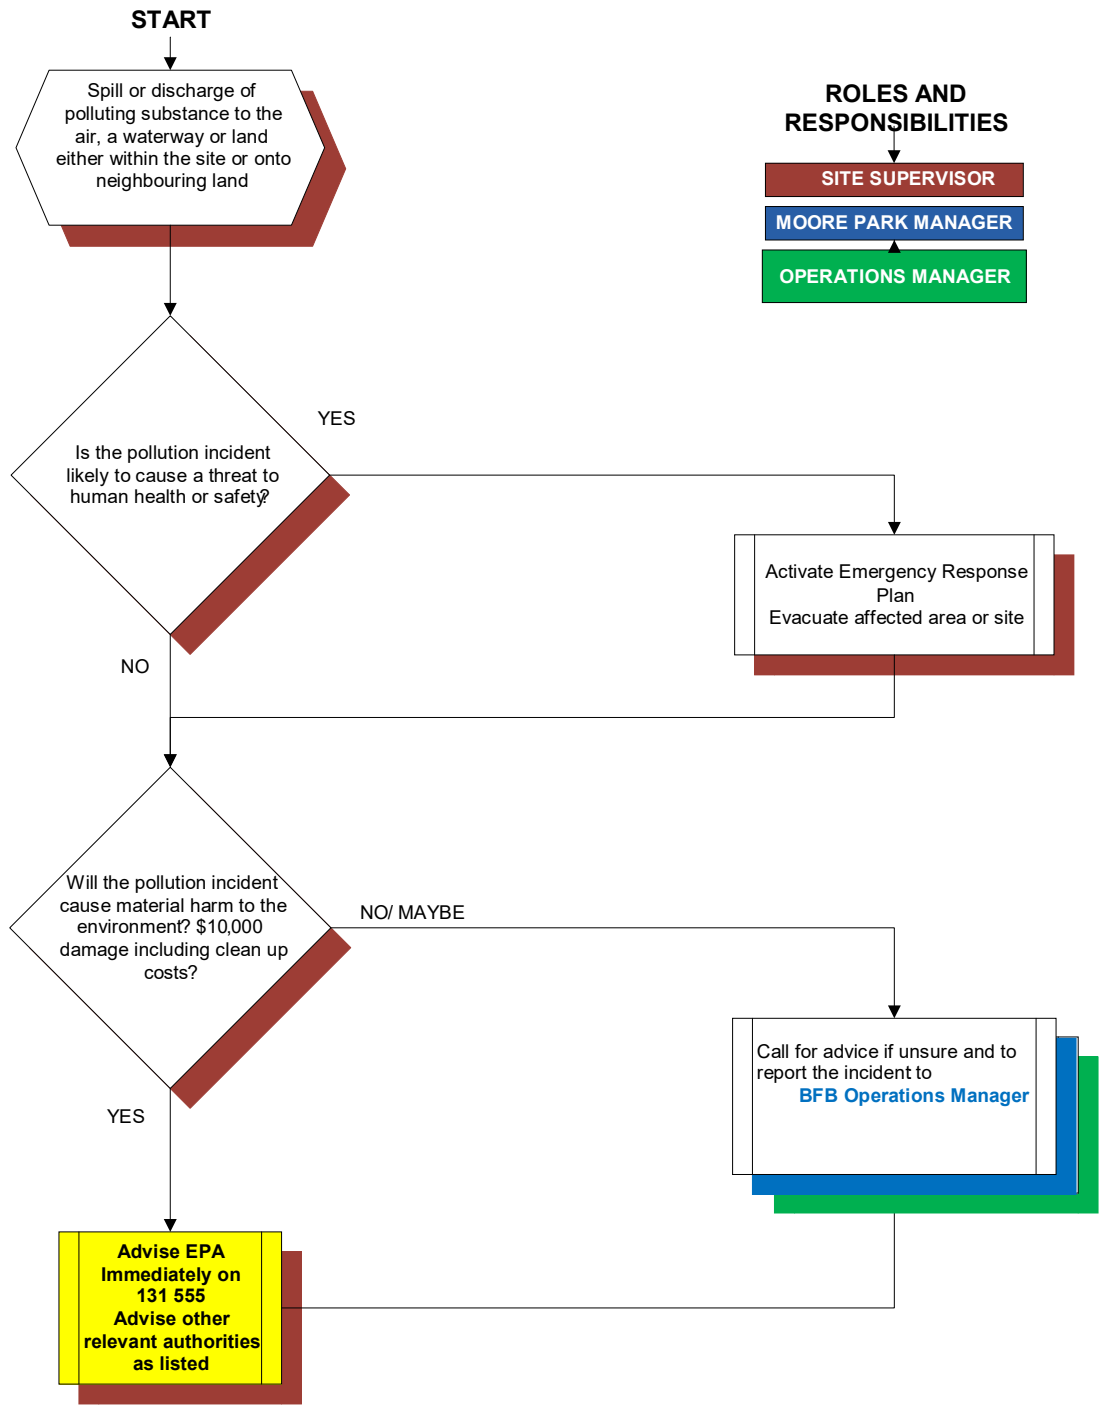 START
Spill or discharge of
polluting substance to the
air, a waterway or land
either within the site or onto
neighbouring land
ROLES AND
RESPONSIBILITIES
SITE SUPERVISOR
MOORE PARK MANAGER
OPERATIONS MANAGER
YES
Is the pollution incident
likely to cause a threat to
human health or safety?
Activate Emergency Response
Plan
Evacuate affected area or site
NO
Will the pollution incident
cause material harm to the
environment? $10,000
damage including clean up
costs?
NO/ MAYBE
Call for advice if unsure and to
report the incident to
BFB Operations Manager
YES
Advise EPA
Immediately on
131 555
Advise other
relevant authorities
as listed